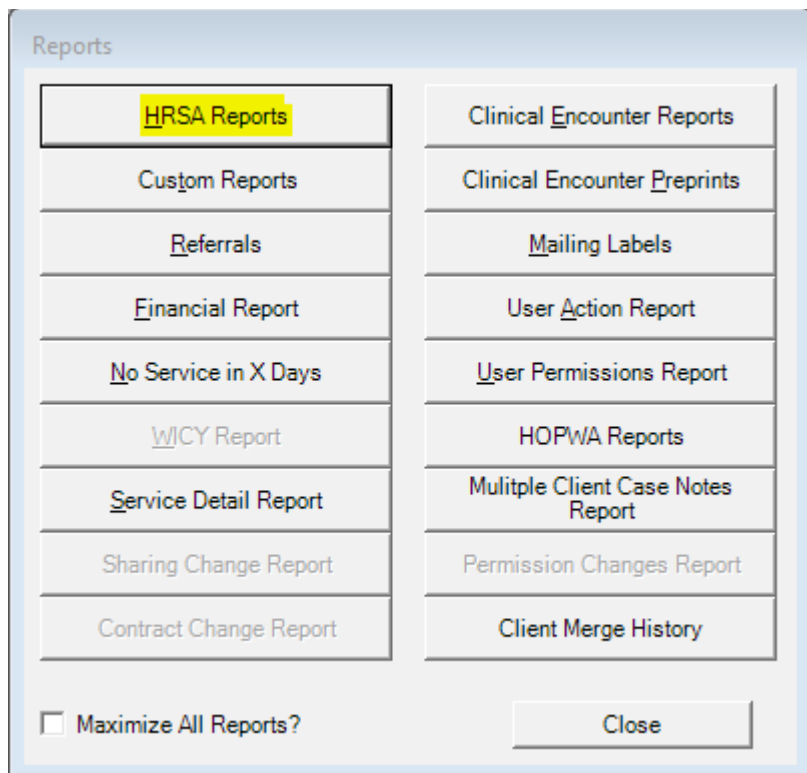 Reports
HRSA Reports
Clinical Encounter Reports
Custom Reports
Clinical Encounter Preprints
Referrals
Mailing Labels
Financial Report
User Action Report
No Service in X Days
User Permissions Report
WICY Report
HOPWA Reports
Service Detail Report
Mulitple Client Case Notes
Report
Sharing Change Report
Permission Changes Report
Contract Change Report
Client Merge History
Maximize All Reports?
Close